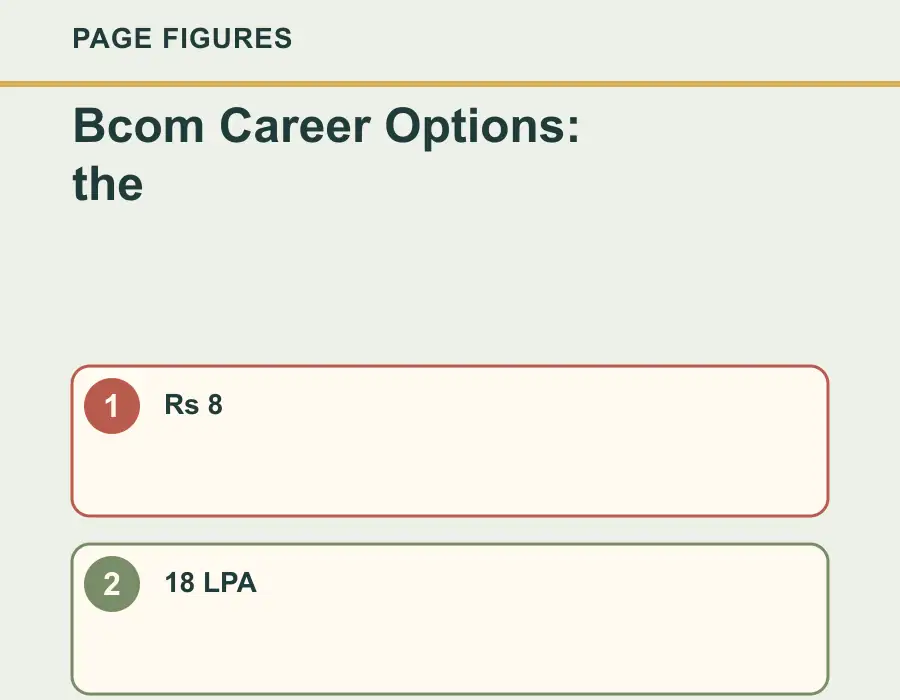 PAGE FIGURES
Bcom Career Options:
the
1 Rs 8
2 18 LPA